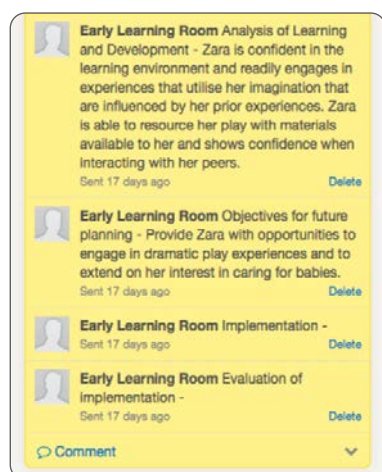 Early Learning Room Analysis of Learning
and Development - Zara is confident in the
learning environment and readily engages in
experiences that utilise her imagination that
are influenced by her prior experiences. Zara
is able to resource her play with materials
available to her and shows confidence when
interacting with her peers.
Sent 17 days ago Delete
Early Learning Room Objectives for future
planning - Provide Zara with opportunities to
engage in dramatic play experiences and to
extend on her interest in caring for babies.
Sent 17 days ago Delete
Early Learning Room Implementation -
Sent 17 days ago Delete
Early Learning Room Evaluation of
implementation -
Sent 17 days ago Delete
Comment